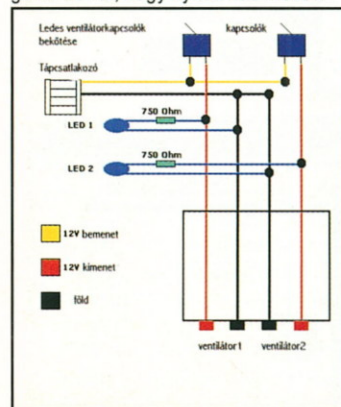 Ledes ventilátorkapcsolók
bekötése
kapcsolók
Tápcsatlakozó
750 Ohm
LED 1
750 Ohm
LED 2
12V bemenet
12V kimenet
föld
ventilátor1
ventilátor2